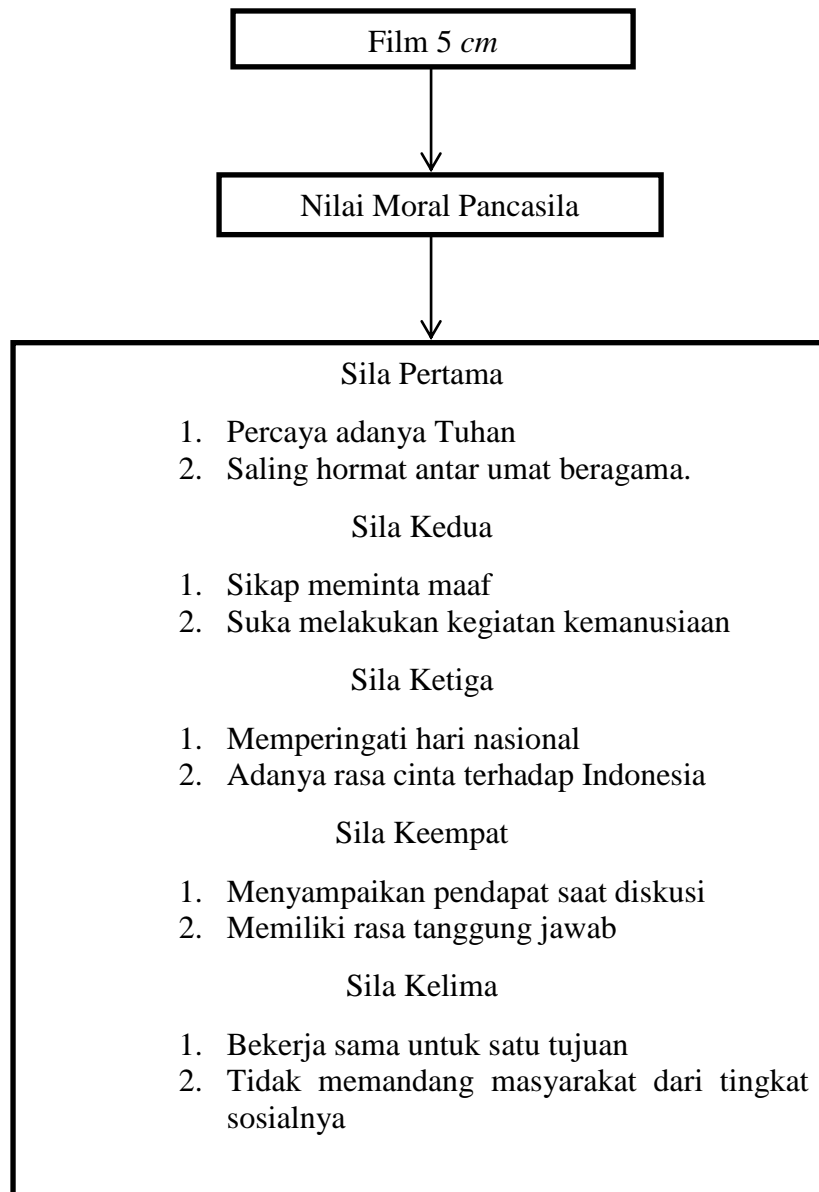 Film 5 cm
Nilai Moral Pancasila
Sila Pertama
1. Percaya adanya Tuhan
2. Saling hormat antar umat beragama.
Sila Kedua
1. Sikap meminta maaf
2. Suka melakukan kegiatan kemanusiaan
Sila Ketiga
1. Memperingati hari nasional
2. Adanya rasa cinta terhadap Indonesia
Sila Keempat
1. Menyampaikan pendapat saat diskusi
2. Memiliki rasa tanggung jawab
Sila Kelima
1. Bekerja sama untuk satu tujuan
2. Tidak memandang masyarakat dari tingkat
sosialnya